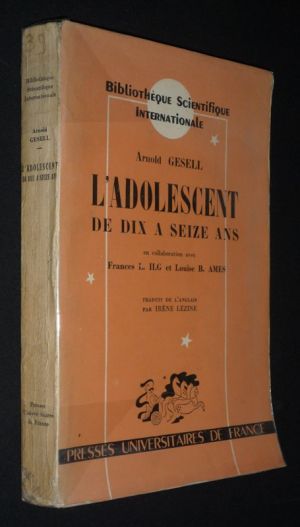 39
Bibliothèque
Scientifique
Internationale
Arnold
GESELL
L'ADOLESCENT
DE DIX A SEIZE ANS
Presses
Universitaires
de France
Bibliothèque Scientifique
Internationale
Arnold GESELL
L'ADOLESCENT
DE DIX A SEIZE ANS
en collaboration avec
Frances L. ILG et Louise B. AMES
TRADUIT DE L'ANGLAIS
PAR IRÈNE LÉZINE
PRESSES UNIVERSITAIRES DE FRANCE